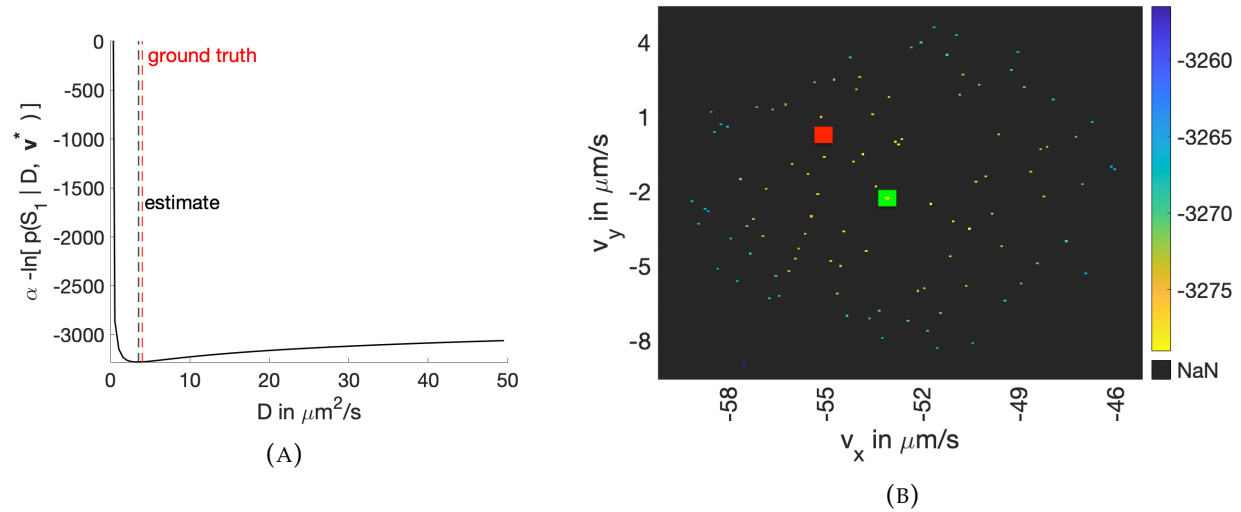 (A)
0
-500
-1000
-1500
-2000
-2500
-3000
α -ln[ p(S₁ | D, v* ) ]
ground truth
estimate
0
10
20
30
40
50
D in μm²/s
(A)
4
1
-2
-5
-8
v_y in μm/s
-58
-55
-52
-49
-46
v_x in μm/s
-3260
-3265
-3270
-3275
NaN
(B)